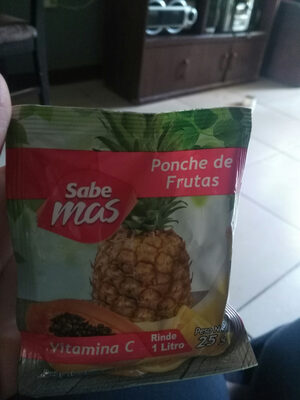 Ponche de
Frutas
Sabe
mas
Vitamina C
Rinde
1 Litro
25